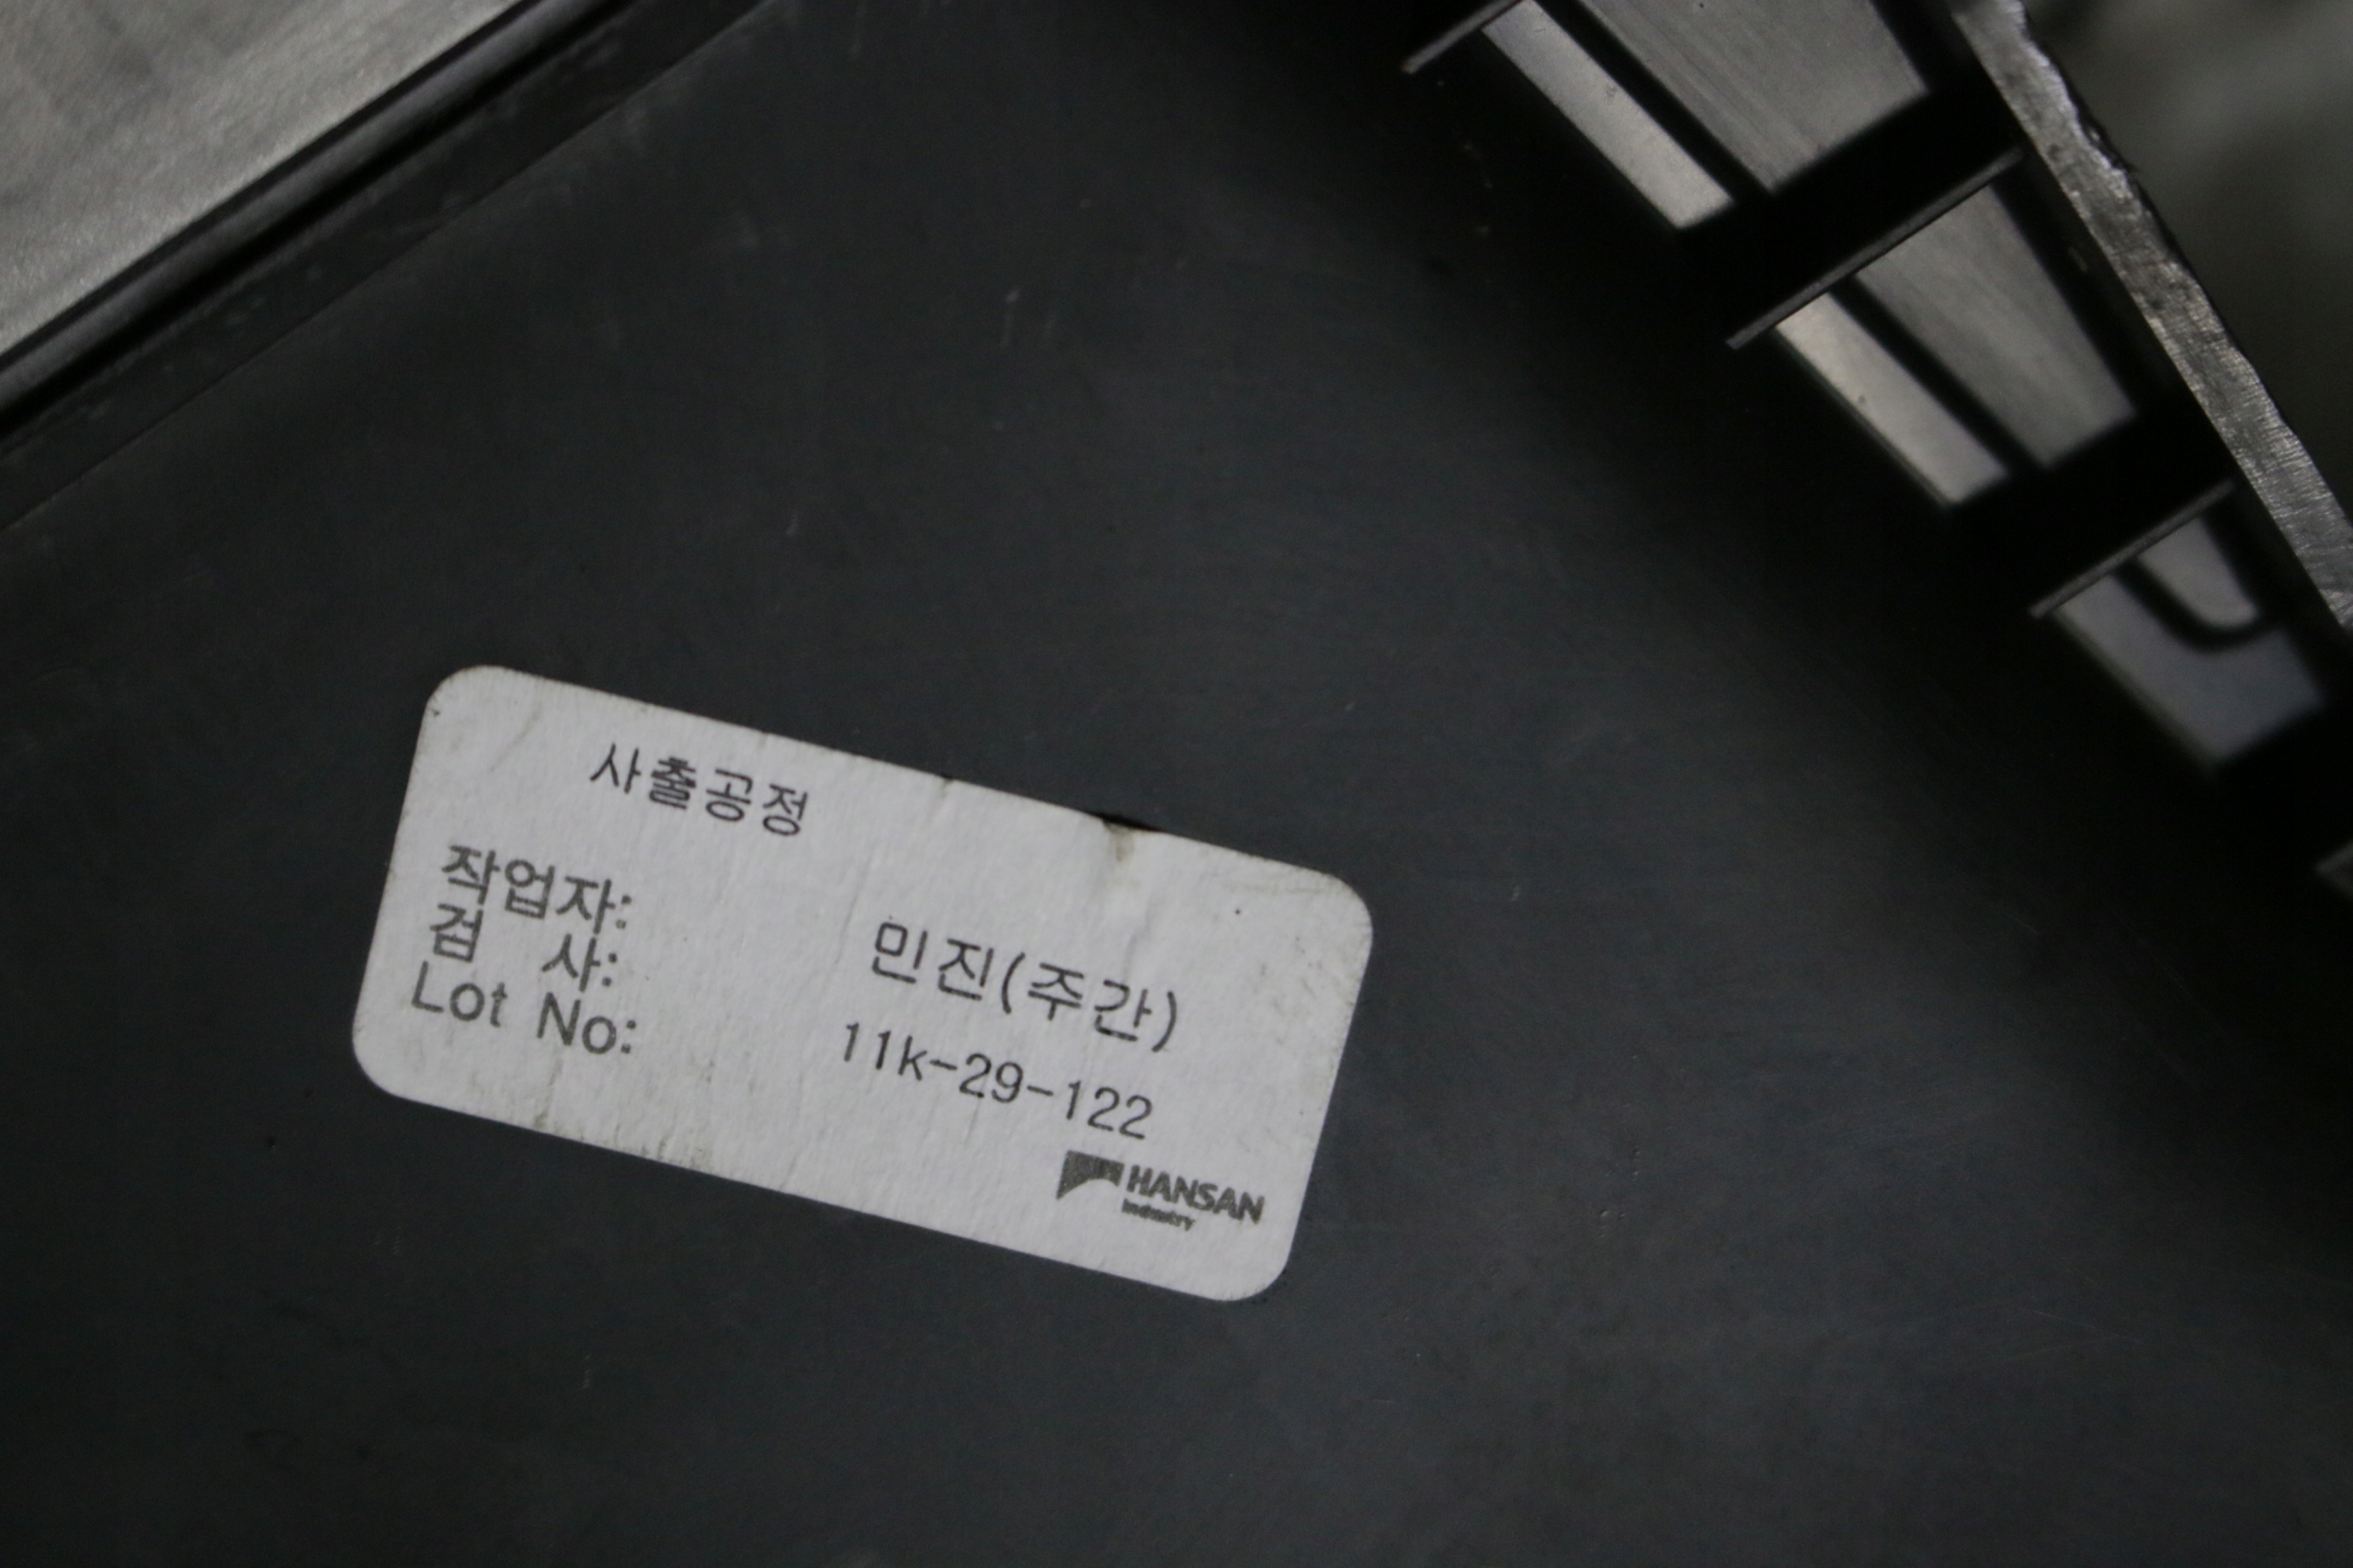 사출공정
작업자:
검 사: 민진(주간)
Lot No: 11k-29-122
HANSAN
Industry